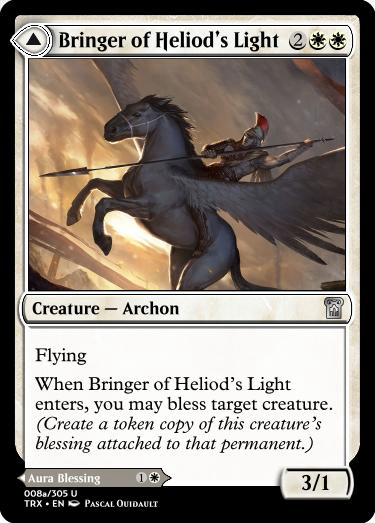 Bringer of Heliod's Light 2
Creature — Archon
Flying
When Bringer of Heliod's Light
enters, you may bless target creature.
(Create a token copy of this creature's
blessing attached to that permanent.)
Aura Blessing 1
3/1
008a/305 U
TRX • EN Pascal Quidault